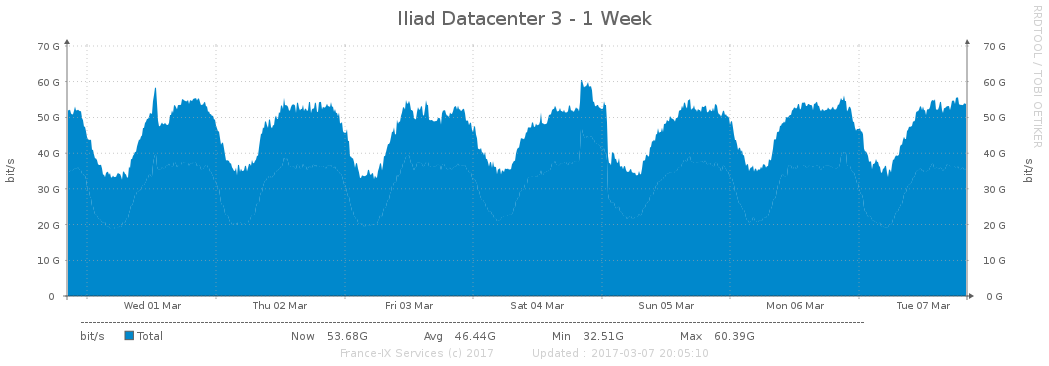 Iliad Datacenter 3 - 1 Week
RRDTOOL / TOBI OETIKER
70 G 70 G
60 G 60 G
50 G 50 G
40 G 40 G
30 G 30 G
20 G 20 G
10 G 10 G
0 0 G
bit/s bit/s
Wed 01 Mar Thu 02 Mar Fri 03 Mar Sat 04 Mar Sun 05 Mar Mon 06 Mar Tue 07 Mar
bit/s Total Now 53.68G Avg 46.44G Min 32.51G Max 60.39G
France-IX Services (c) 2017 Updated : 2017-03-07 20:05:10